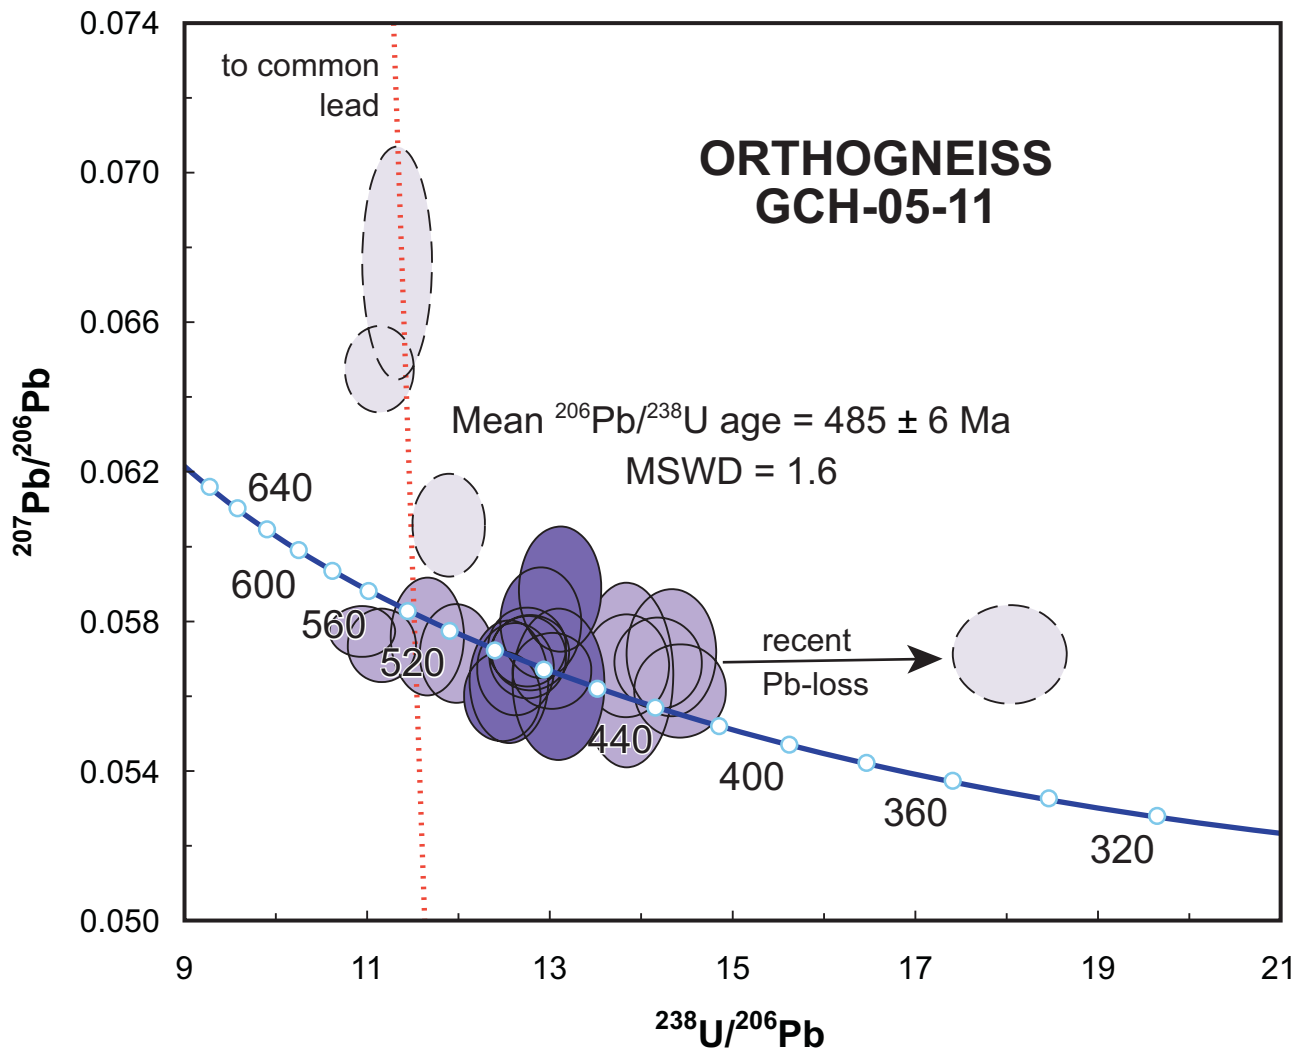 0.074
to common
lead
ORTHOGNEISS
GCH-05-11
0.070
0.066
Mean ²⁰⁶Pb/²³⁸U age = 485 ± 6 Ma
MSWD = 1.6
²⁰⁷Pb/²⁰⁶Pb
0.062
640
600
560
520
0.058
recent
Pb-loss
440
400
360
320
0.054
0.050
9 11 13 15 17 19 21
²³⁸U/²⁰⁶Pb